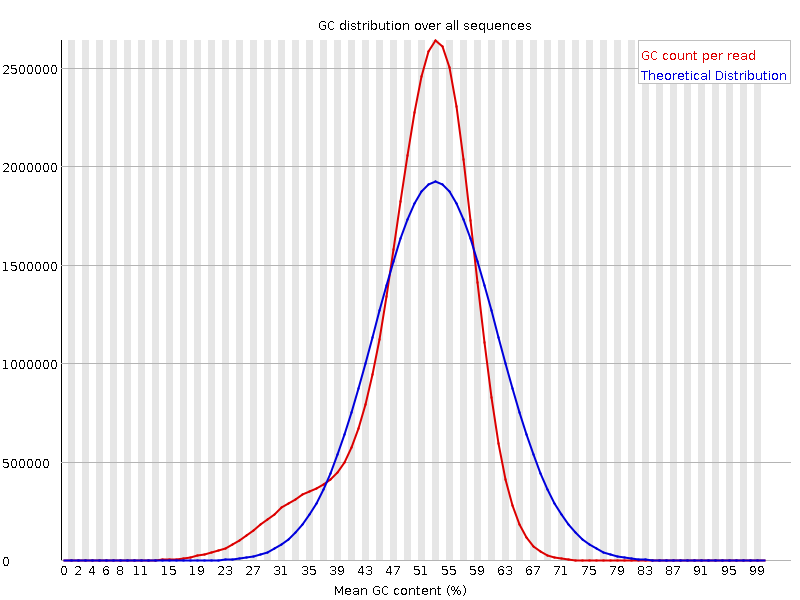 GC distribution over all sequences
GC count per read
Theoretical Distribution
2500000
2000000
1500000
1000000
500000
0
0 2 4 6 8 11 15 19 23 27 31 35 39 43 47 51 55 59 63 67 71 75 79 83 87 91 95 99
Mean GC content (%)